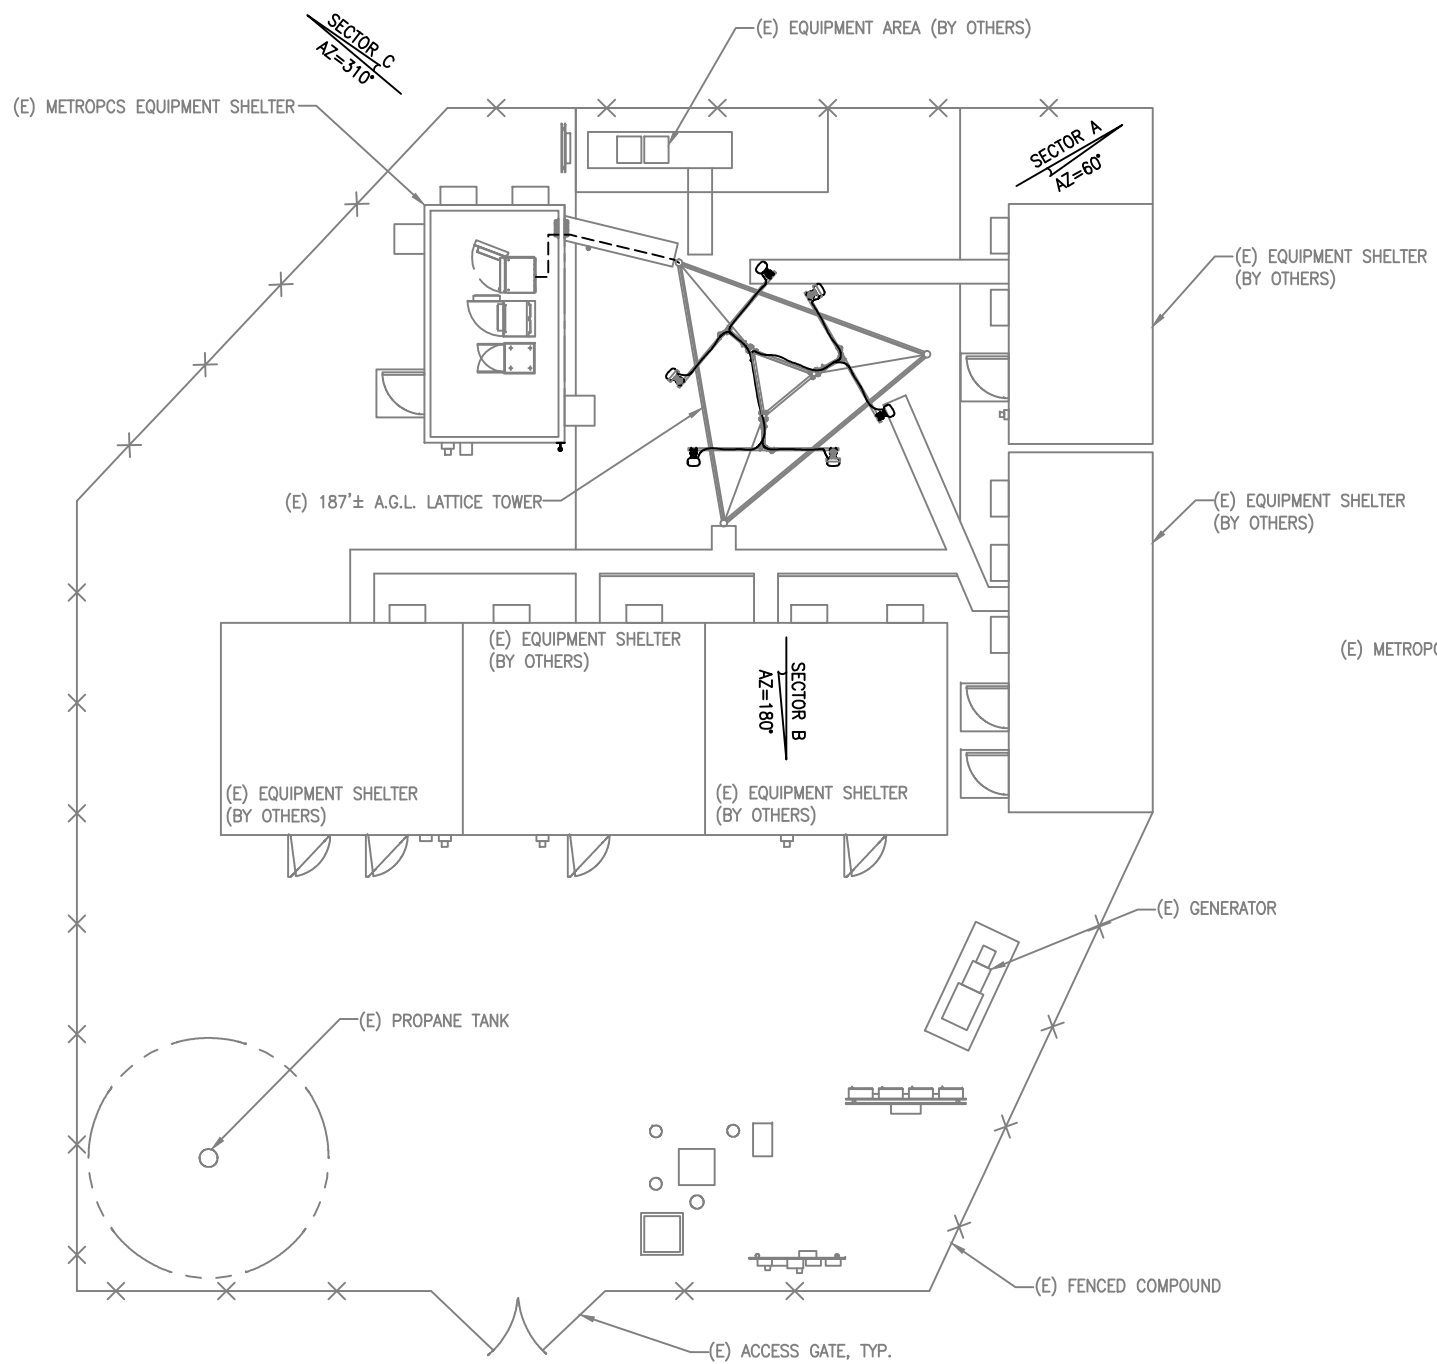 SECTOR C
AZ=310°
(E) EQUIPMENT AREA (BY OTHERS)
(E) METROPCS EQUIPMENT SHELTER
SECTOR A
AZ=60°
(E) EQUIPMENT SHELTER
(BY OTHERS)
(E) 187'± A.G.L. LATTICE TOWER
(E) EQUIPMENT SHELTER
(BY OTHERS)
(E) EQUIPMENT SHELTER
(BY OTHERS)
SECTOR B
AZ=180°
(E) METROPC
(E) EQUIPMENT SHELTER
(BY OTHERS)
(E) EQUIPMENT SHELTER
(BY OTHERS)
(E) GENERATOR
(E) PROPANE TANK
(E) FENCED COMPOUND
(E) ACCESS GATE, TYP.